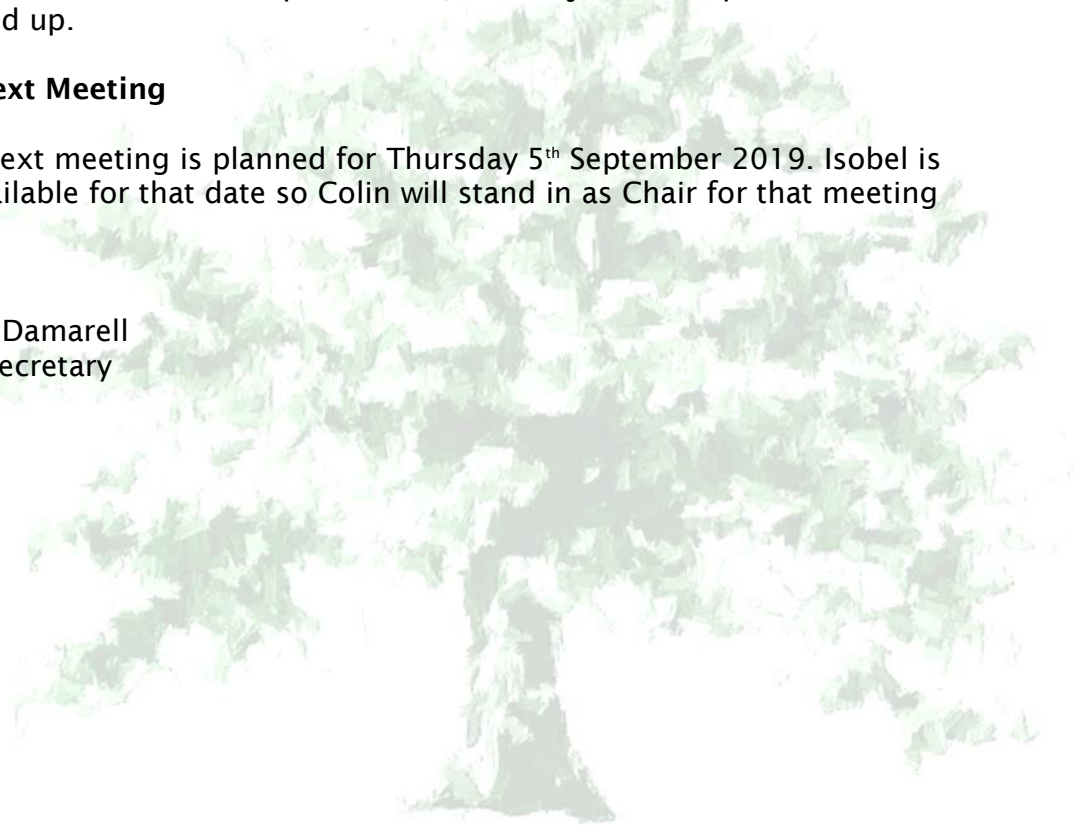 d up.
ext Meeting
ext meeting is planned for Thursday 5th September 2019. Isobel is
ailable for that date so Colin will stand in as Chair for that meeting
Damarell
ecretary